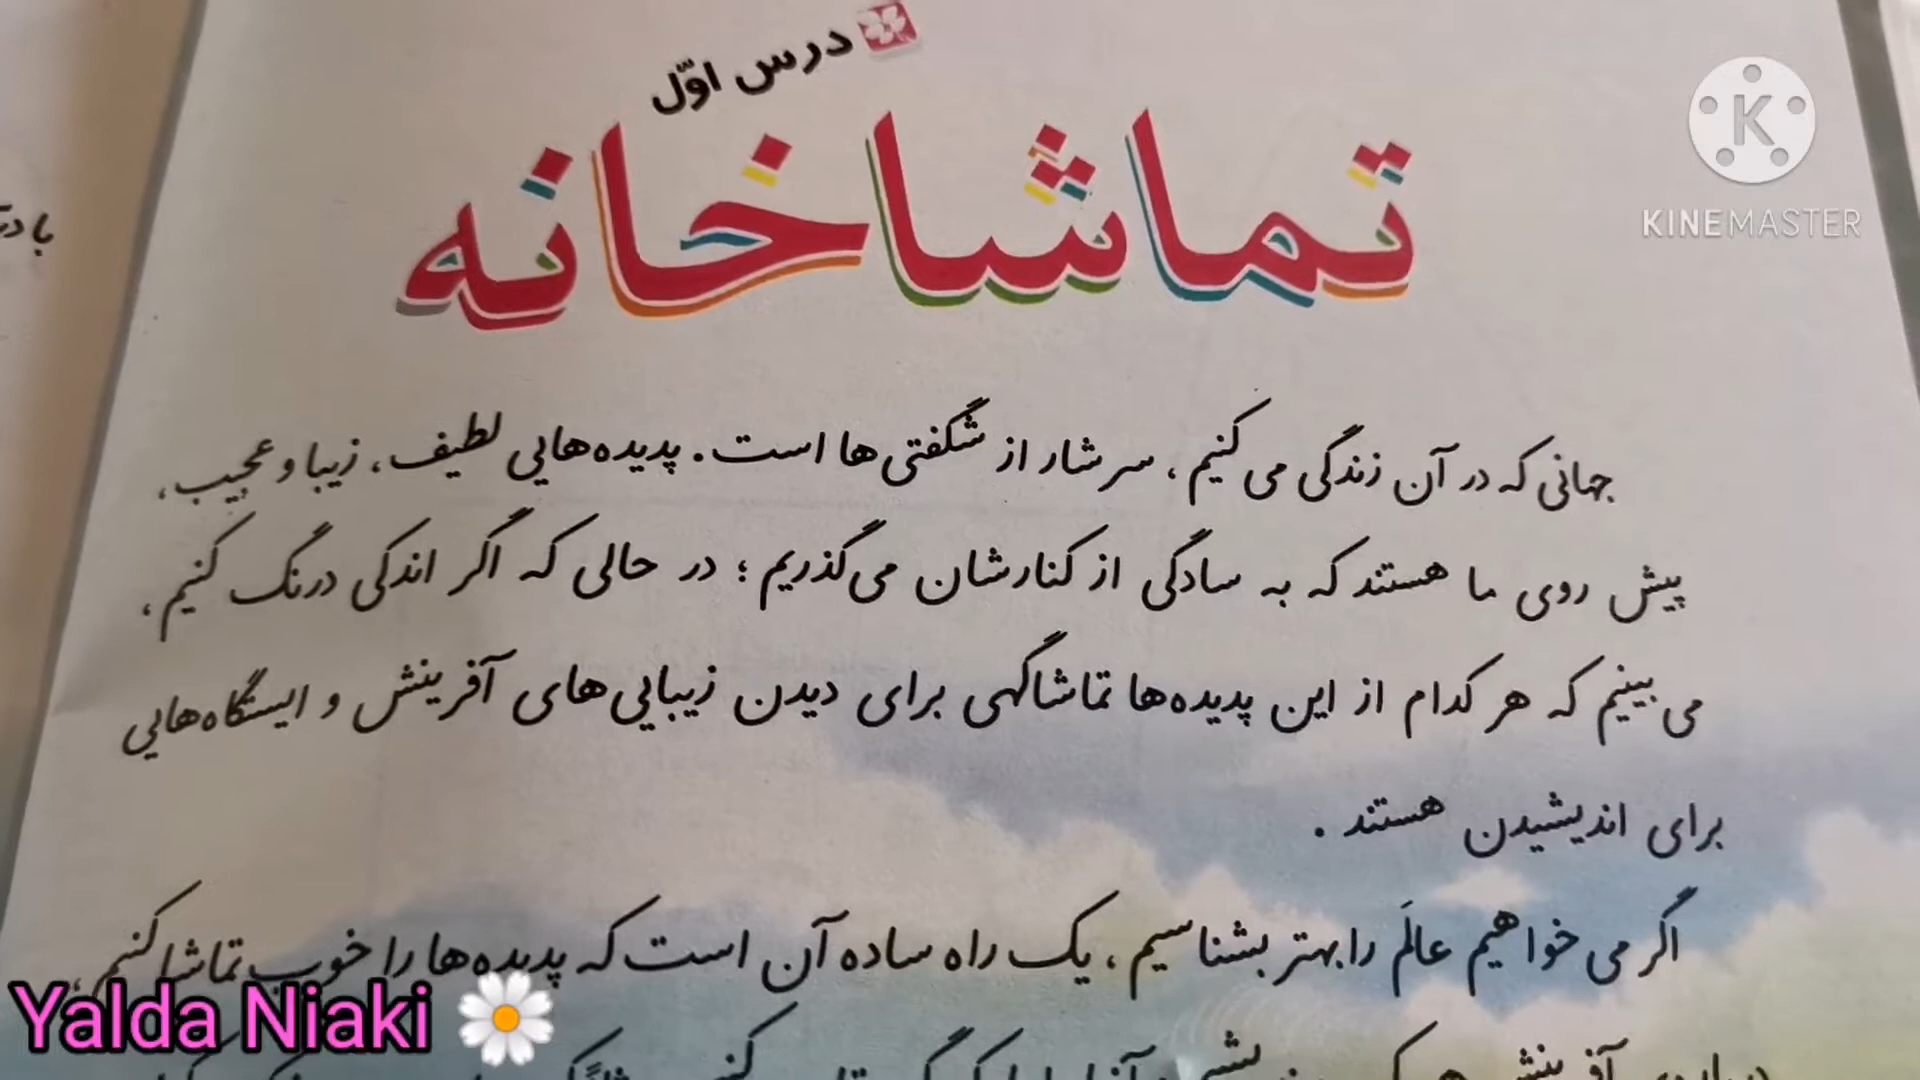 درس اوّل
تماشاخانه
جهانی که در آن زندگی می‌کنیم، سرشار از شگفتی‌ها است. پدیده‌هایی لطیف، زیبا و عجیب،
پیش روی ما هستند که به سادگی از کنارشان می‌گذریم؛ در حالی که اگر اندکی درنگ کنیم،
می‌بینیم که هر کدام از این پدیده‌ها تماشاگهی برای دیدن زیبایی‌های آفرینش و ایستگاه‌هایی
برای اندیشیدن هستند.
اگر می‌خواهیم عالَم را بهتر بشناسیم، یک راه ساده آن است که پدیده‌ها را خوب تماشا کنیم،
K
KINEMASTER
Yalda Niaki